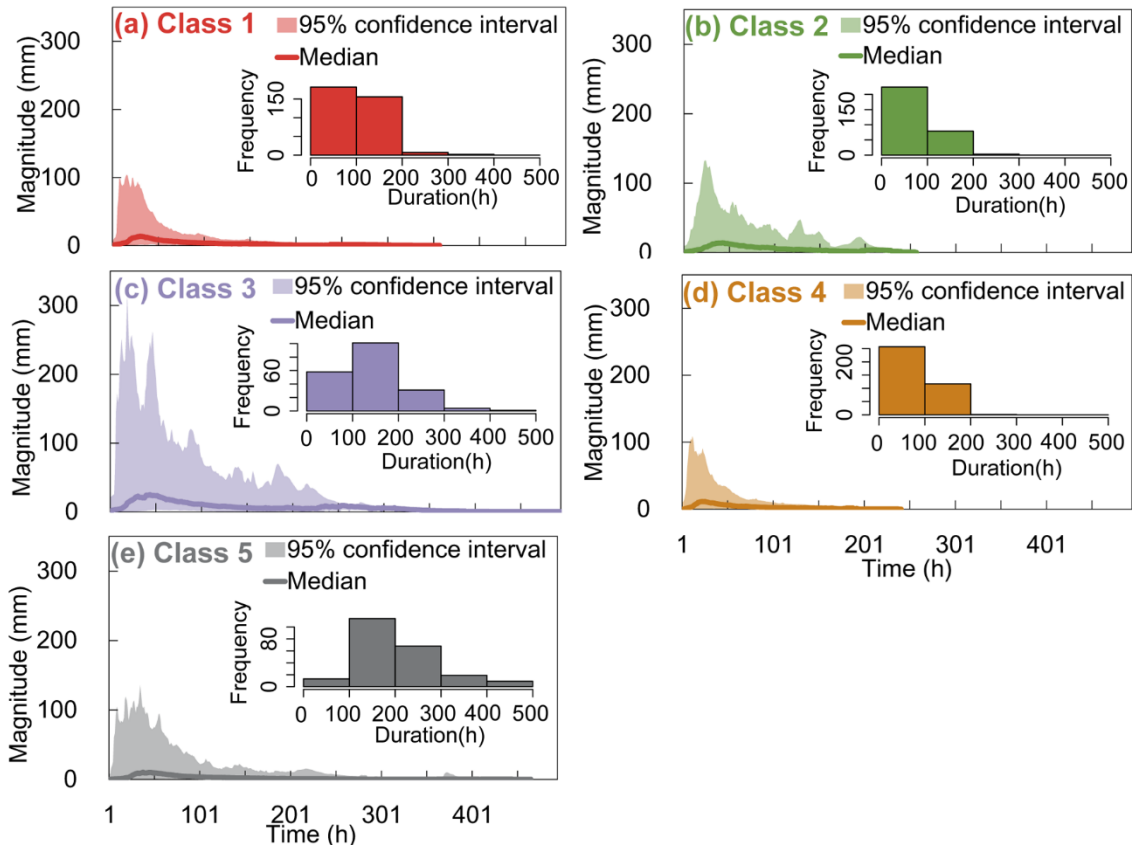 (a) Class 1
95% confidence interval
Median
Magnitude (mm)
300
200
100
0
Frequency
150
0
0 100 200 300 400 500
Duration(h)
(b) Class 2
95% confidence interval
Median
Magnitude (mm)
300
200
100
0
Frequency
150
0
0 100 200 300 400 500
Duration(h)
(c) Class 3
95% confidence interval
Median
Magnitude (mm)
300
200
100
0
Frequency
60
0
0 100 200 300 400 500
Duration(h)
(d) Class 4
95% confidence interval
Median
Magnitude (mm)
300
200
100
0
Frequency
200
0
0 100 200 300 400 500
Duration(h)
1 101 201 301 401
Time (h)
(e) Class 5
95% confidence interval
Median
Magnitude (mm)
300
200
100
0
Frequency
80
0
0 100 200 300 400 500
Duration(h)
1 101 201 301 401
Time (h)